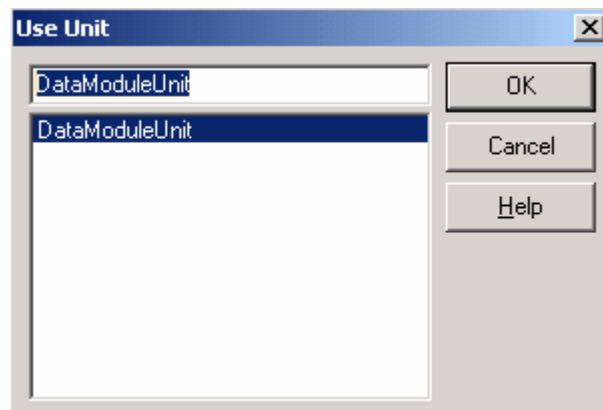 Use Unit
DataModuleUnit
OK
DataModuleUnit
Cancel
Help